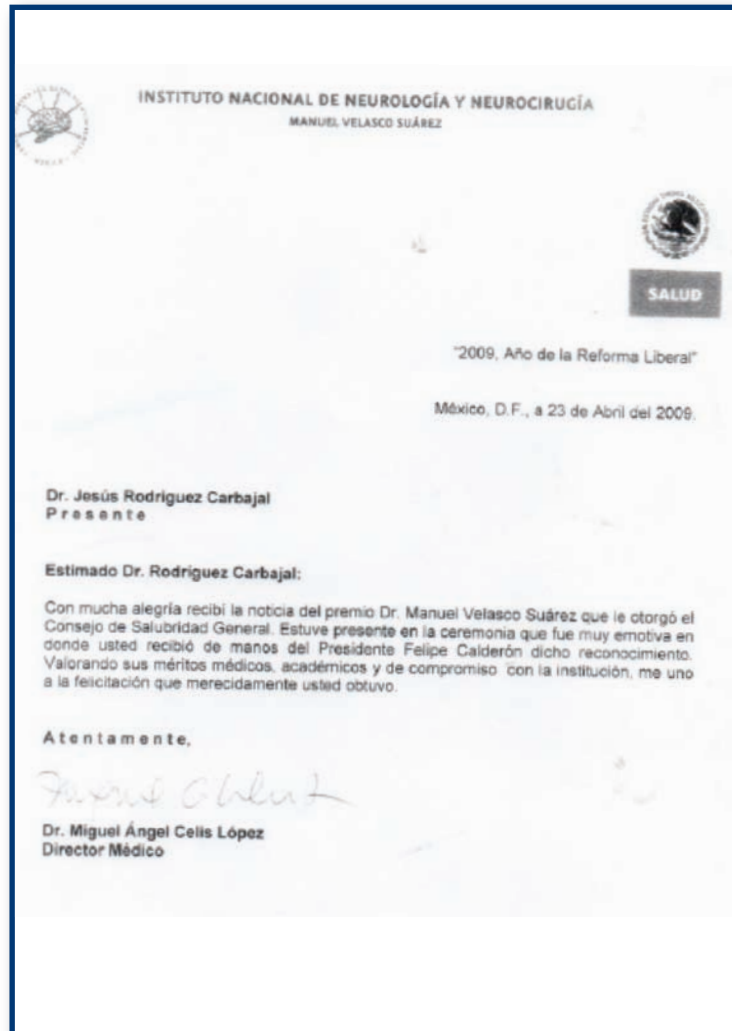 INSTITUTO NACIONAL DE NEUROLOGÍA Y NEUROCIRUGÍA
MANUEL VELASCO SUÁREZ
SALUD
"2009, Año de la Reforma Liberal"
México, D.F., a 23 de Abril del 2009.
Dr. Jesús Rodriguez Carbajal
Presente
Estimado Dr. Rodriguez Carbajal:
Con mucha alegría recibí la noticia del premio Dr. Manuel Velasco Suárez que le otorgó el
Consejo de Salubridad General. Estuve presente en la ceremonia que fue muy emotiva en
donde usted recibió de manos del Presidente Felipe Calderón dicho reconocimiento.
Valorando sus méritos médicos, académicos y de compromiso con la institución, me uno
a la felicitación que merecidamente usted obtuvo.
Atentamente,
Dr. Miguel Ángel Celis López
Director Médico